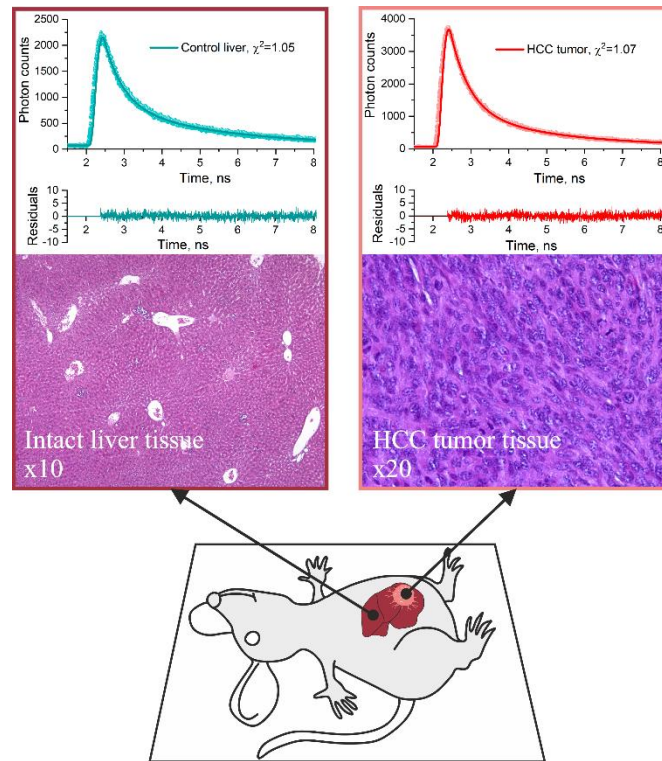 2500
2000
1500
1000
500
0
Photon counts
Control liver, χ²=1.05
2 3 4 5 6 7 8
Time, ns
10
5
0
-5
-10
Residuals
2 3 4 5 6 7 8
Time, ns
Intact liver tissue
x10
4000
3000
2000
1000
0
Photon counts
HCC tumor, χ²=1.07
2 3 4 5 6 7 8
Time, ns
10
5
0
-5
-10
Residuals
2 3 4 5 6 7 8
Time, ns
HCC tumor tissue
x20